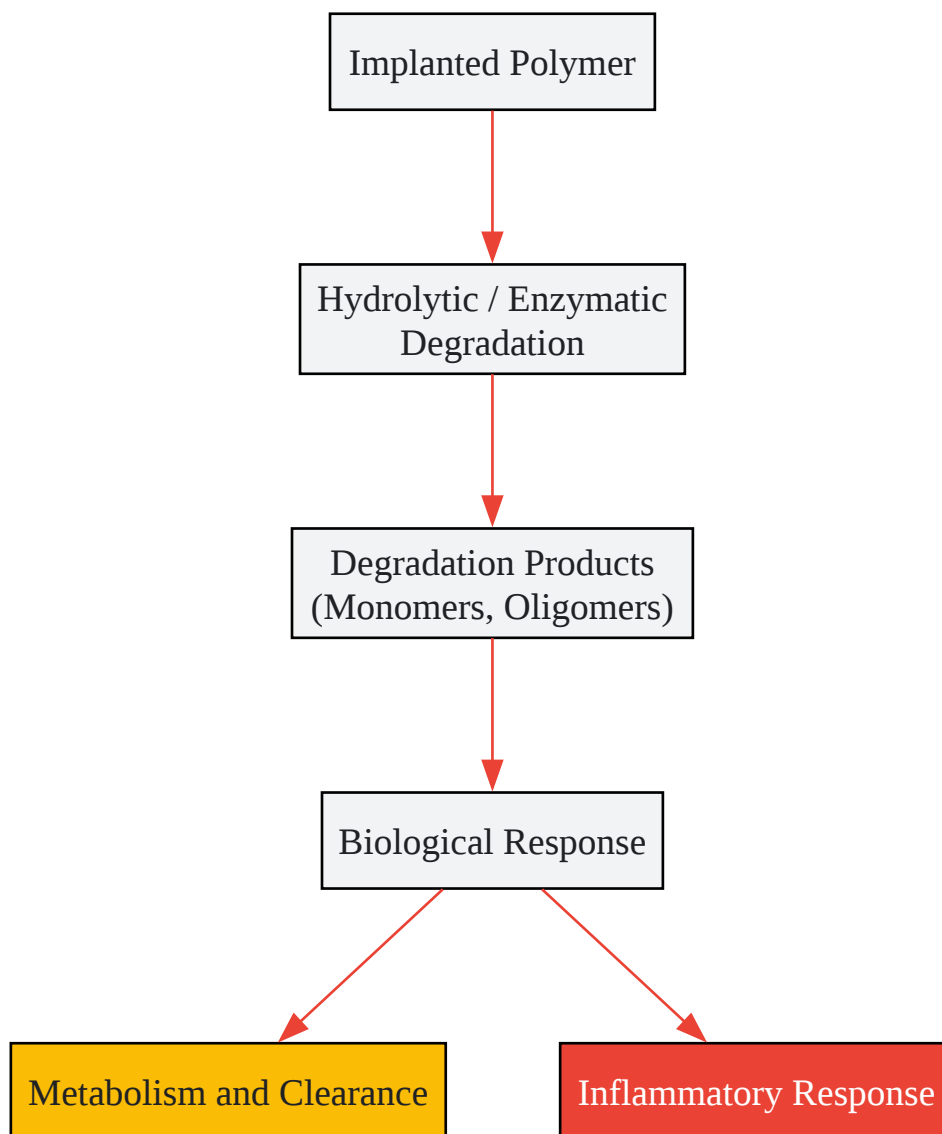 Implanted Polymer
Hydrolytic / Enzymatic
Degradation
Degradation Products
(Monomers, Oligomers)
Biological Response
Metabolism and Clearance
Inflammatory Response